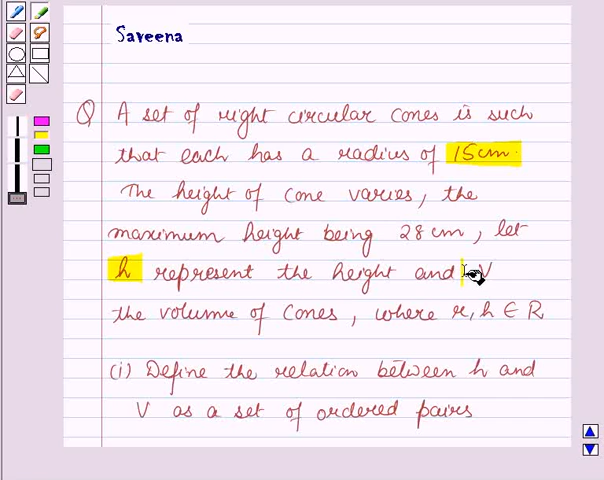 Saveena
Q A set of right circular cones is such
that each has a radius of 15cm.
The height of cone varies, the
maximum height being 28 cm, let
h represent the height and V
the volume of cones, where r, h ∈ R
(i) Define the relation between h and
V as a set of ordered pairs